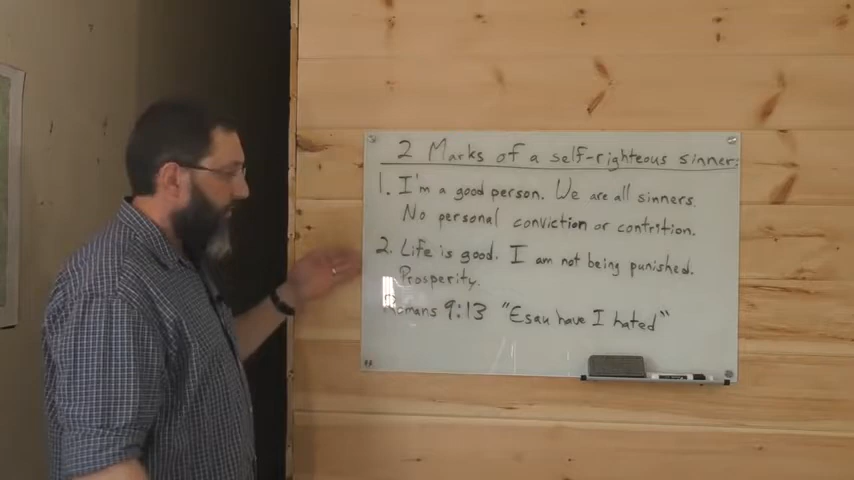 2 Marks of a self-righteous sinner:
1. I'm a good person. We are all sinners.
No personal conviction or contrition.
2. Life is good. I am not being punished.
Prosperity.
Romans 9:13 "Esau have I hated"